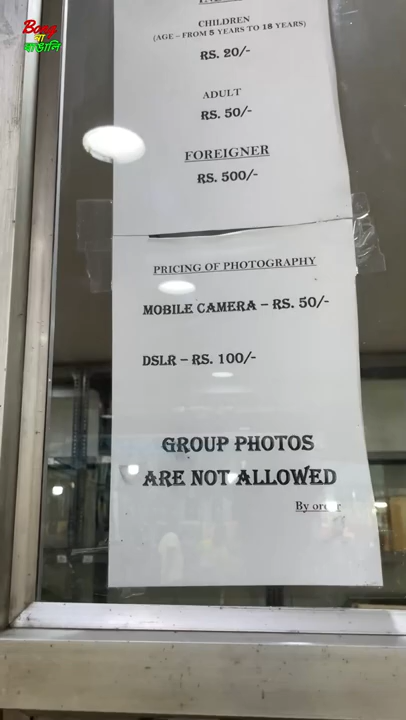 Bong
বা
বাঙালি
CHILDREN
(AGE – FROM 5 YEARS TO 18 YEARS)
RS. 20/-
ADULT
RS. 50/-
FOREIGNER
RS. 500/-
PRICING OF PHOTOGRAPHY
MOBILE CAMERA – RS. 50/-
DSLR – RS. 100/-
GROUP PHOTOS
ARE NOT ALLOWED
By order